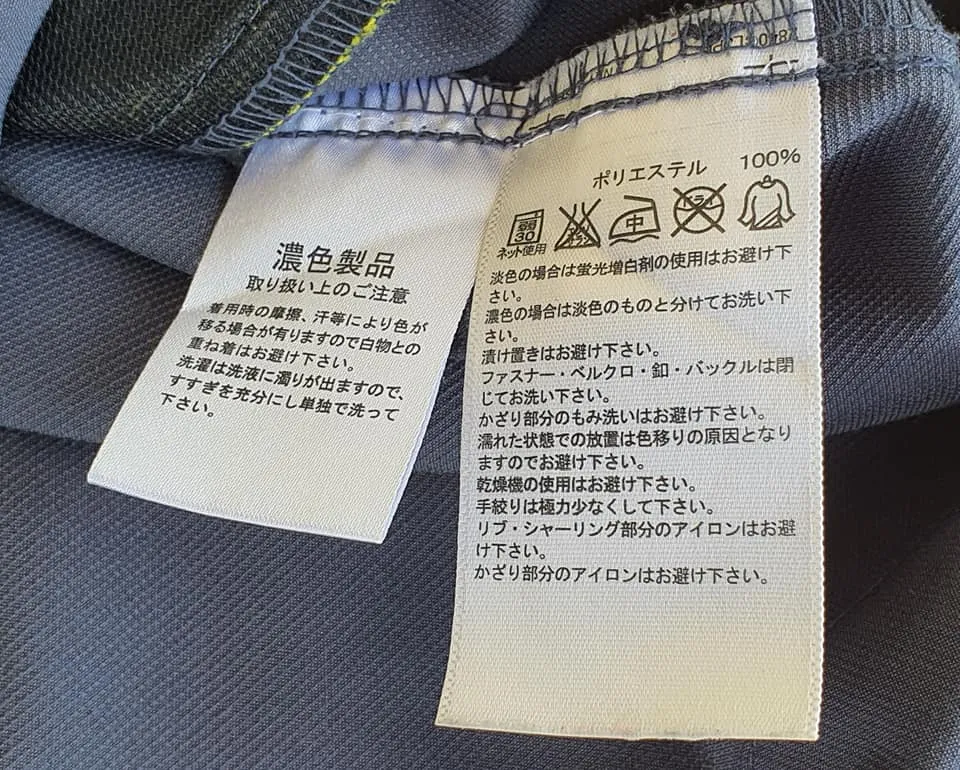 濃色製品
取り扱い上のご注意
着用時の摩擦、汗等により色が
移る場合が有りますので白物との
重ね着はお避け下さい。
洗濯は洗液に濁りが出ますので、
すすぎを充分にし単独で洗って
下さい。
ポリエステル 100%
弱
30
中
ドライ
ネット使用
淡色の場合は蛍光増白剤の使用はお避け下
さい。
濃色の場合は淡色のものと分けてお洗い下
さい。
漬け置きはお避け下さい。
ファスナー・ベルクロ・釦・バックルは閉
じてお洗い下さい。
かざり部分のもみ洗いはお避け下さい。
濡れた状態での放置は色移りの原因となり
ますのでお避け下さい。
乾燥機の使用はお避け下さい。
手絞りは極力少なくして下さい。
リブ・シャーリング部分のアイロンはお避
け下さい。
かざり部分のアイロンはお避け下さい。